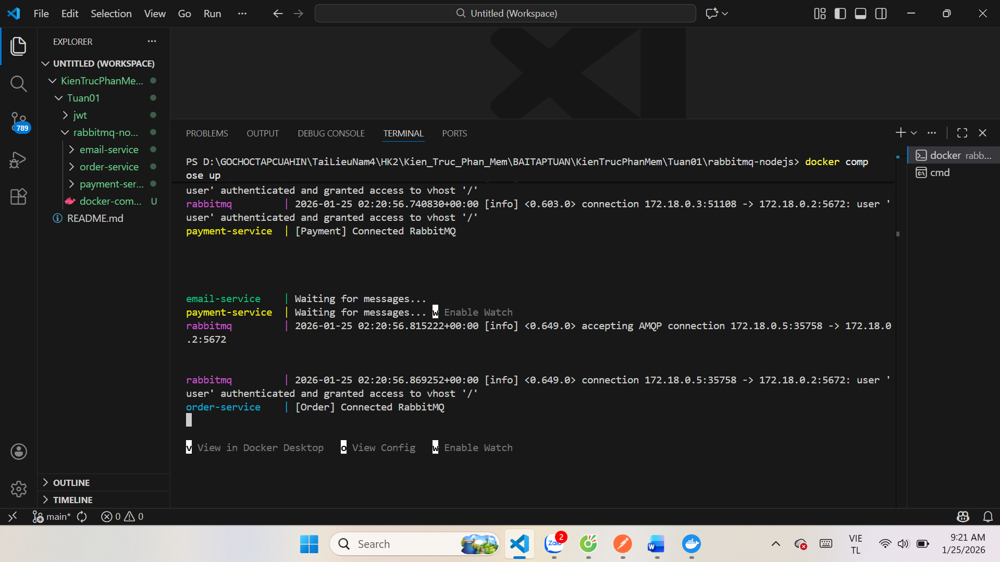 File Edit Selection View Go Run ··· Untitled (Workspace)
EXPLORER ···
UNTITLED (WORKSPACE)
KienTrucPhanMe...
Tuan01
jwt
789
rabbitmq-no...
email-service
order-service
payment-ser...
docker-com... U
README.md
OUTLINE
TIMELINE
PROBLEMS OUTPUT DEBUG CONSOLE TERMINAL PORTS
docker rabb...
cmd
PS D:\GOCHOCTAPCUAHIN\TaiLieuNam4\HK2\Kien_Truc_Phan_Mem\BAITAPTUAN\KienTrucPhanMem\Tuan01\rabbitmq-nodejs> docker comp
ose up
user' authenticated and granted access to vhost '/'
rabbitmq | 2026-01-25 02:20:56.740830+00:00 [info] <0.603.0> connection 172.18.0.3:51108 -> 172.18.0.2:5672: user '
user' authenticated and granted access to vhost '/'
payment-service | [Payment] Connected RabbitMQ
email-service | Waiting for messages...
payment-service | Waiting for messages... w Enable Watch
rabbitmq | 2026-01-25 02:20:56.815222+00:00 [info] <0.649.0> accepting AMQP connection 172.18.0.5:35758 -> 172.18.0
.2:5672
rabbitmq | 2026-01-25 02:20:56.869252+00:00 [info] <0.649.0> connection 172.18.0.5:35758 -> 172.18.0.2:5672: user '
user' authenticated and granted access to vhost '/'
order-service | [Order] Connected RabbitMQ
v View in Docker Desktop o View Config w Enable Watch
main* 0 0
Search
Zalo
2
W
VIE
TL
9:21 AM
1/25/2026